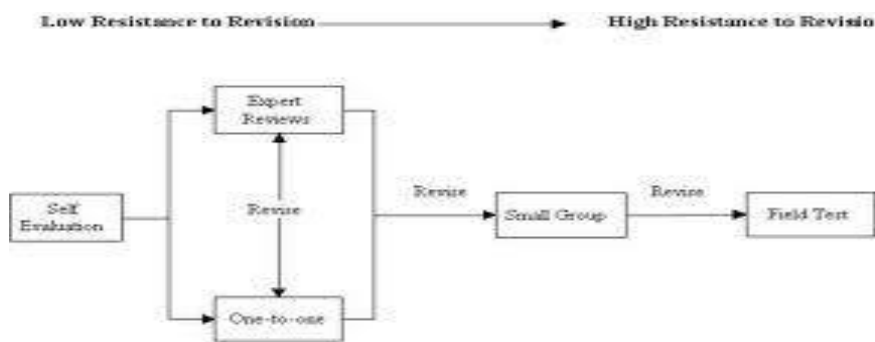 Low Resistance to Revision
High Resistance to Revisio
Expert
Reviews
Self
Evaluation
Revise
Revise
Small Group
Revise
Field Test
One-to-one